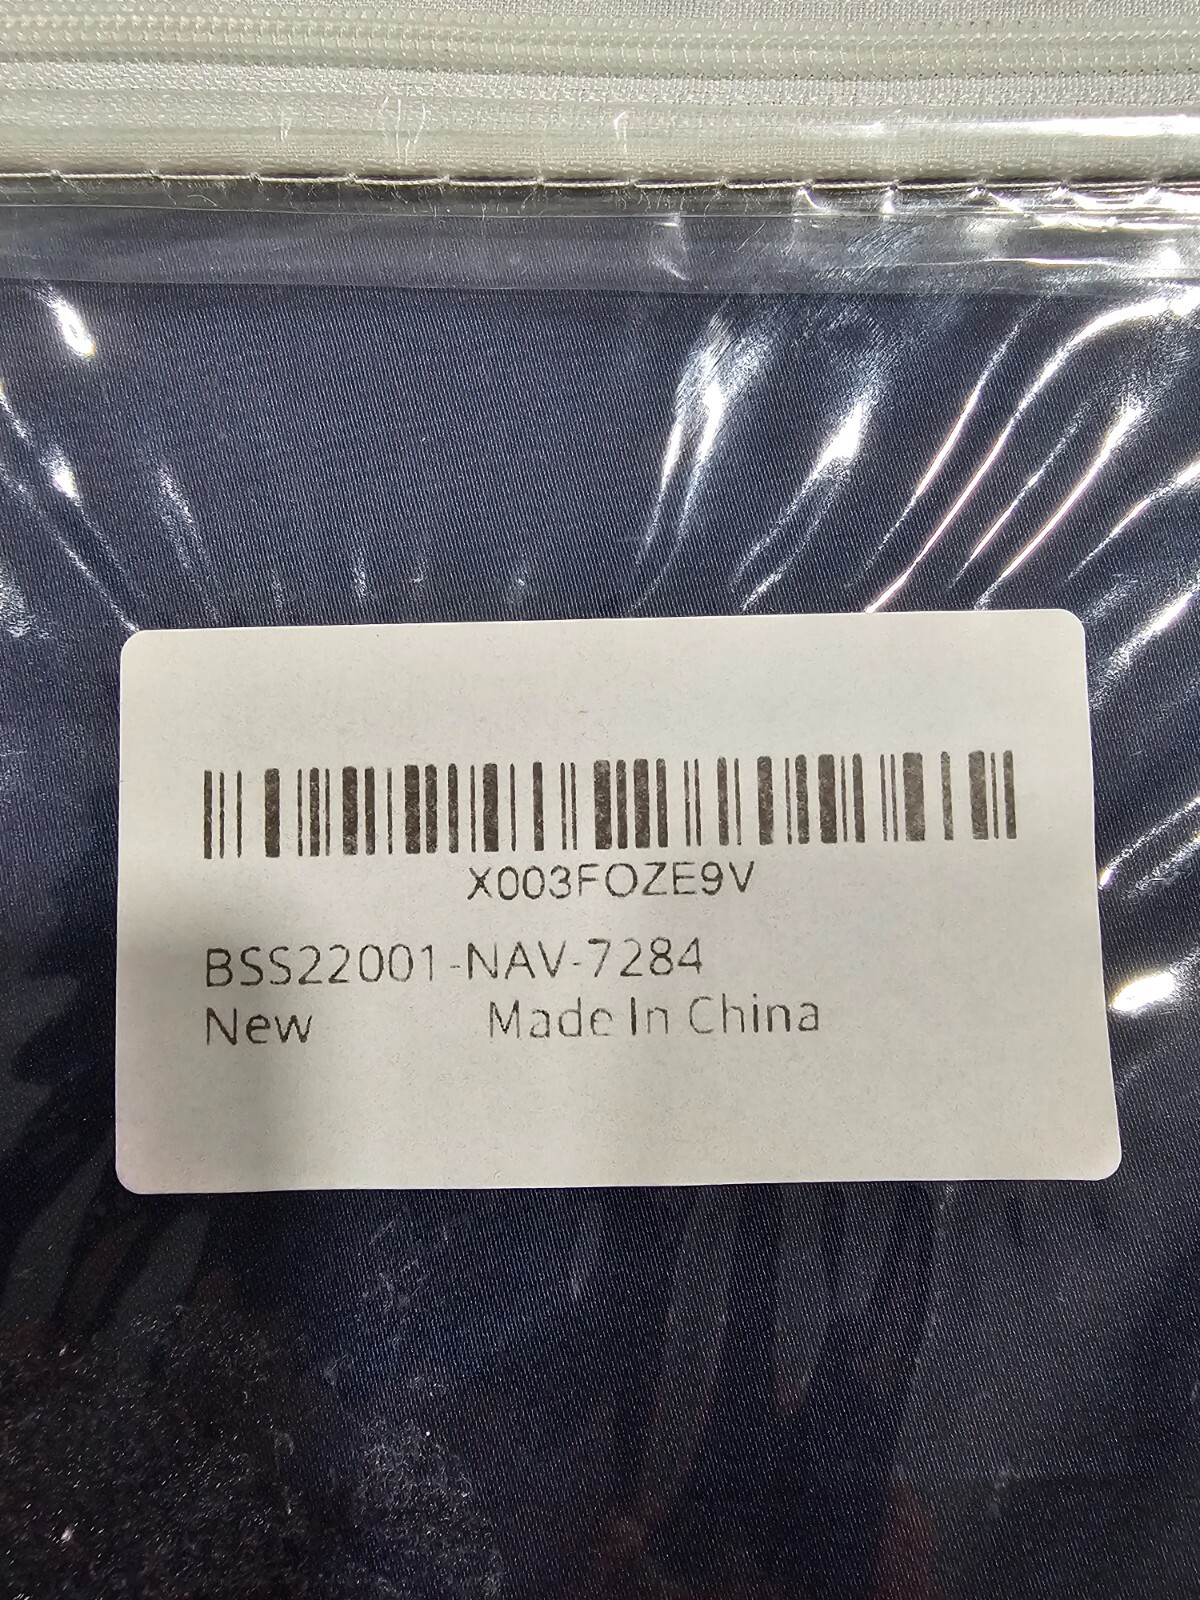 X003FOZE9V
BSS22001-NAV-7284
New Made In China